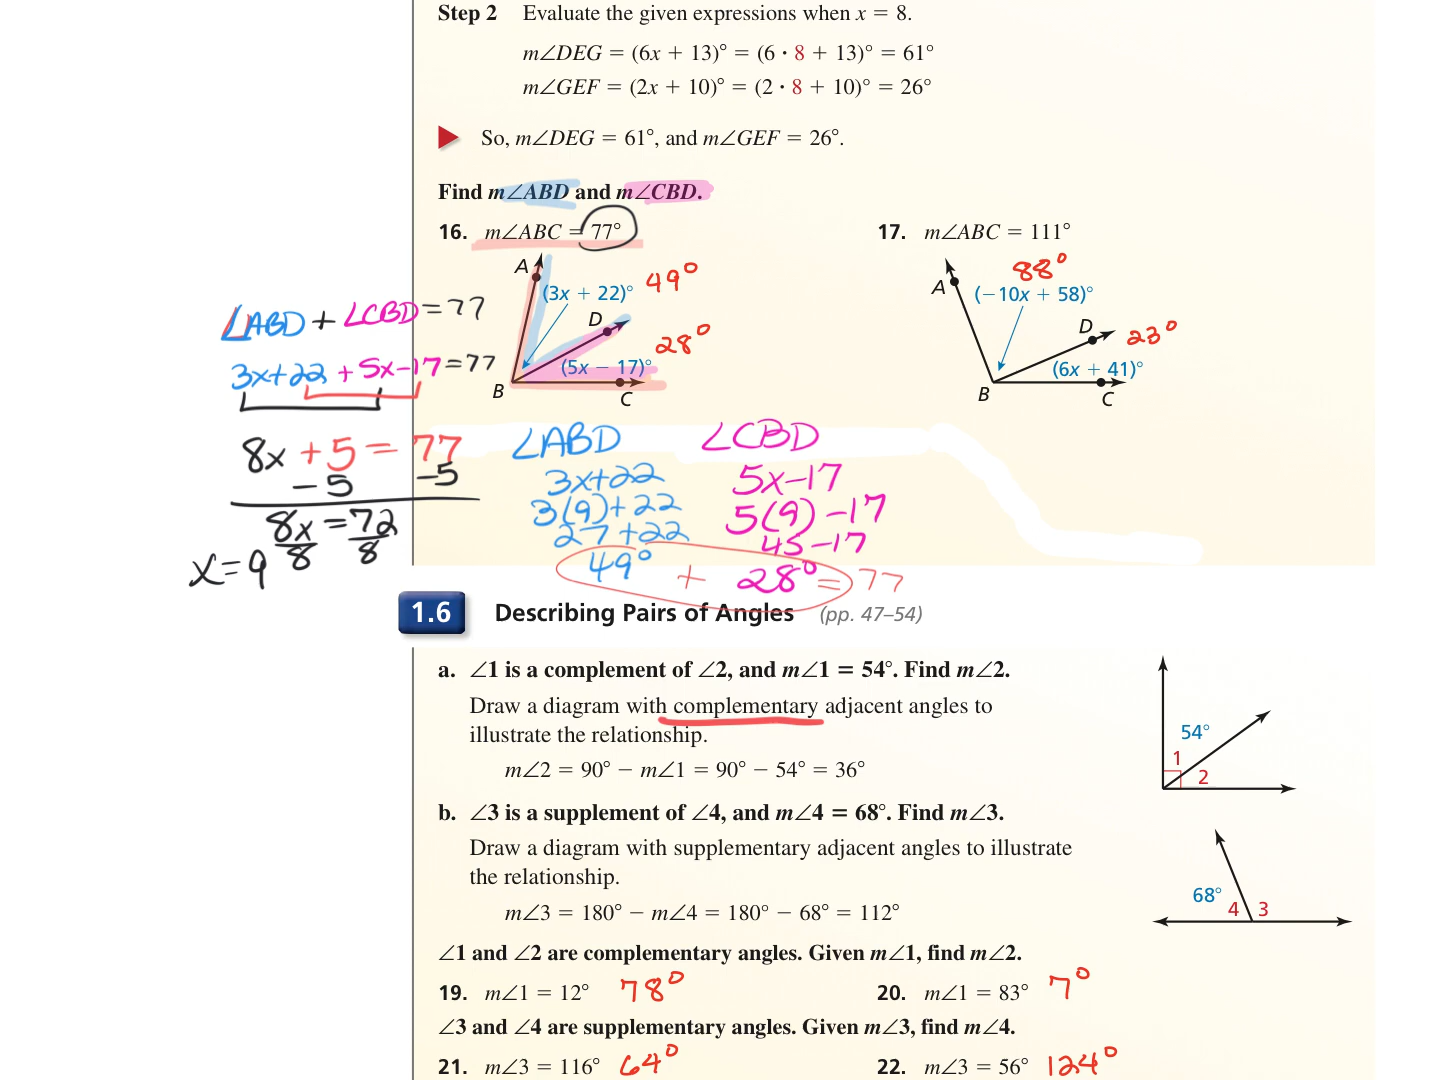 Step 2 Evaluate the given expressions when x = 8.
m∠DEG = (6x + 13)° = (6 · 8 + 13)° = 61°
m∠GEF = (2x + 10)° = (2 · 8 + 10)° = 26°
So, m∠DEG = 61°, and m∠GEF = 26°.
Find m∠ABD and m∠CBD.
16. m∠ABC = 77°
A
(3x + 22)° 49°
D
28°
(5x − 17)°
B
C
17. m∠ABC = 111°
88°
A
(−10x + 58)°
D
23°
(6x + 41)°
B
C
∠ABD + ∠CBD = 77
3x+22 + 5x−17 = 77
8x + 5 = 77
− 5 −5
8x = 72
8 8
x = 9
∠ABD
3x+22
3(9)+22
27+22
49°
∠CBD
5x−17
5(9)−17
45−17
+ 28° = 77
1.6 Describing Pairs of Angles (pp. 47–54)
a. ∠1 is a complement of ∠2, and m∠1 = 54°. Find m∠2.
Draw a diagram with complementary adjacent angles to
illustrate the relationship.
m∠2 = 90° − m∠1 = 90° − 54° = 36°
54°
1
2
b. ∠3 is a supplement of ∠4, and m∠4 = 68°. Find m∠3.
Draw a diagram with supplementary adjacent angles to illustrate
the relationship.
m∠3 = 180° − m∠4 = 180° − 68° = 112°
68°
4 3
∠1 and ∠2 are complementary angles. Given m∠1, find m∠2.
19. m∠1 = 12° 78°
20. m∠1 = 83° 7°
∠3 and ∠4 are supplementary angles. Given m∠3, find m∠4.
21. m∠3 = 116° 64°
22. m∠3 = 56° 124°